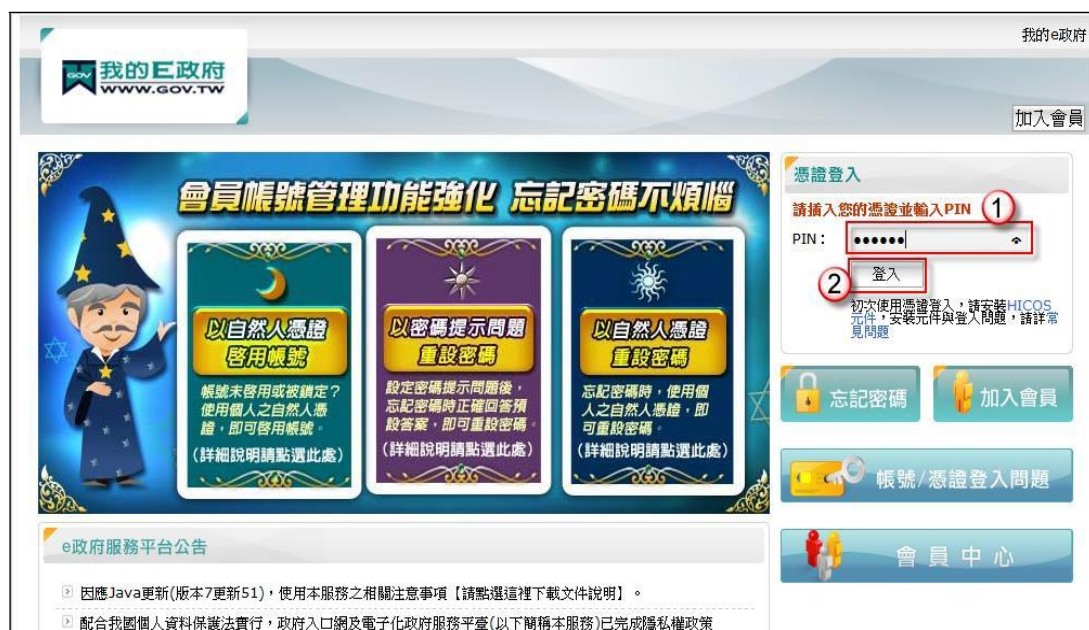 我的e政府
GOV 我的E政府
WWW.GOV.TW
加入會員
會員帳號管理功能強化 忘記密碼不煩惱
以自然人憑證
啓用帳號
帳號未啓用或被鎖定？
使用個人之自然人憑
證，即可啓用帳號。
(詳細說明請點選此處)
以密碼提示問題
重設密碼
設定密碼提示問題後，
忘記密碼時正確回答預
設答案，即可重設密碼。
(詳細說明請點選此處)
以自然人憑證
重設密碼
忘記密碼時，使用個
人之自然人憑證，即
可重設密碼。
(詳細說明請點選此處)
憑證登入
請插入您的憑證並輸入PIN 1
PIN： ●●●●●●
2 登入
初次使用憑證登入，請安裝HICOS
元件，安裝元件與登入問題，請詳常
見問題
忘記密碼
加入會員
帳號/憑證登入問題
會員中心
e政府服務平台公告
因應Java更新(版本7更新51)，使用本服務之相關注意事項【請點選這裡下載文件說明】。
配合我國個人資料保護法實行，政府入口網及電子化政府服務平臺(以下簡稱本服務)已完成隱私權政策